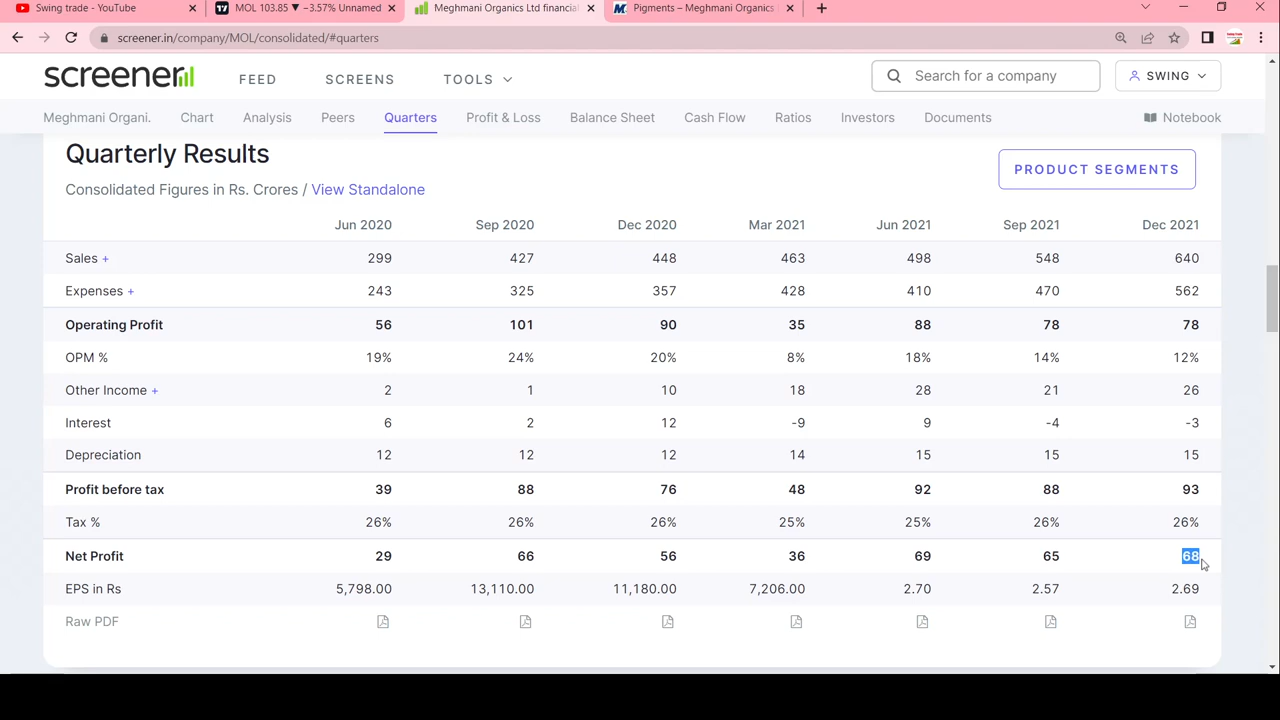 Swing trade - YouTube
MOL 103.85 ▼ −3.57% Unnamed
Meghmani Organics Ltd financia
Pigments – Meghmani Organics
screener.in/company/MOL/consolidated/#quarters
screener
FEED SCREENS TOOLS
Search for a company
SWING
Meghmani Organi. Chart Analysis Peers Quarters Profit & Loss Balance Sheet Cash Flow Ratios Investors Documents Notebook
Quarterly Results
PRODUCT SEGMENTS
Consolidated Figures in Rs. Crores / View Standalone
Jun 2020 Sep 2020 Dec 2020 Mar 2021 Jun 2021 Sep 2021 Dec 2021
Sales + 299 427 448 463 498 548 640
Expenses + 243 325 357 428 410 470 562
Operating Profit 56 101 90 35 88 78 78
OPM % 19% 24% 20% 8% 18% 14% 12%
Other Income + 2 1 10 18 28 21 26
Interest 6 2 12 -9 9 -4 -3
Depreciation 12 12 12 14 15 15 15
Profit before tax 39 88 76 48 92 88 93
Tax % 26% 26% 26% 25% 25% 26% 26%
Net Profit 29 66 56 36 69 65 68
EPS in Rs 5,798.00 13,110.00 11,180.00 7,206.00 2.70 2.57 2.69
Raw PDF